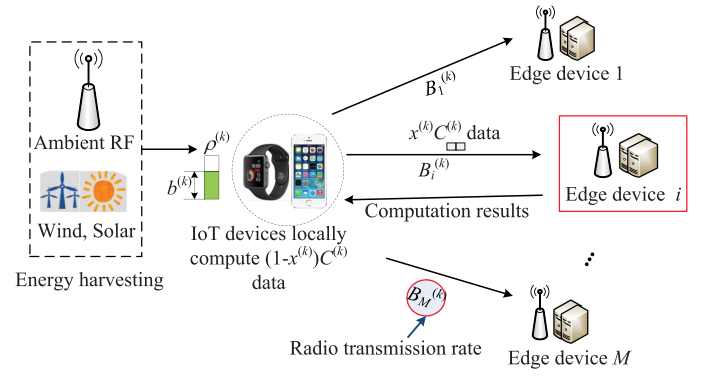 Ambient RF
Wind, Solar
Energy harvesting
ρ^(k)
b^(k)
IoT devices locally
compute (1-x^(k))C^(k)
data
B_1^(k)
x^(k)C^(k) data
B_i^(k)
Computation results
B_M^(k)
Radio transmission rate
Edge device 1
Edge device i
Edge device M